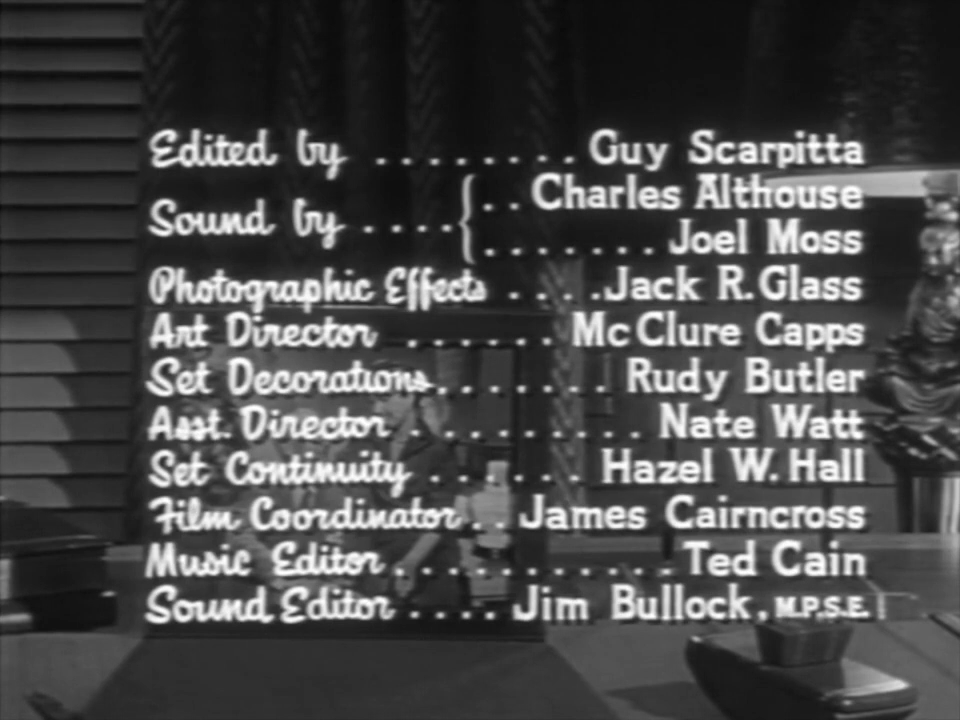 Edited by ........ Guy Scarpitta
Sound by ....{ .. Charles Althouse
....... Joel Moss
Photographic Effects ....Jack R. Glass
Art Director ...... McClure Capps
Set Decorations....... Rudy Butler
Asst. Director ......... Nate Watt
Set Continuity ...... Hazel W. Hall
Film Coordinator.. James Cairncross
Music Editor........... Ted Cain
Sound Editor .... Jim Bullock, M.P.S.E.